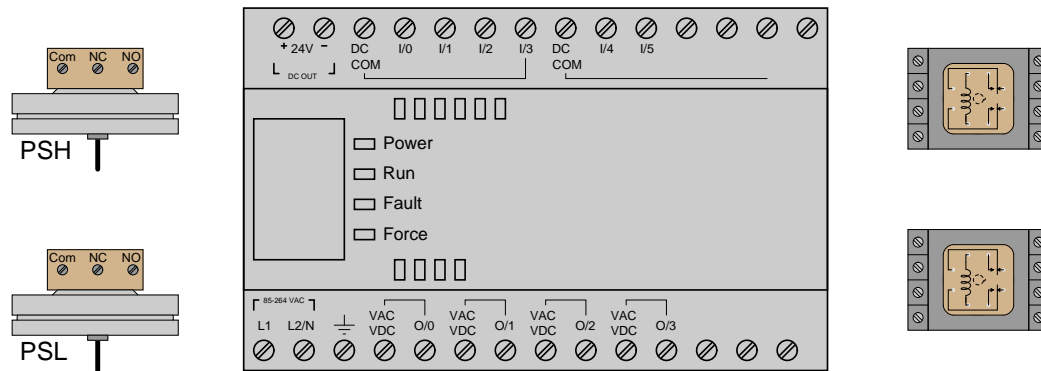 Com NC NO
PSH
Com NC NO
PSL
+ 24V -
DC OUT
DC COM I/0 I/1 I/2 I/3 DC COM I/4 I/5
Power
Run
Fault
Force
85-264 VAC
L1 L2/N VAC VDC O/0 VAC VDC O/1 VAC VDC O/2 VAC VDC O/3